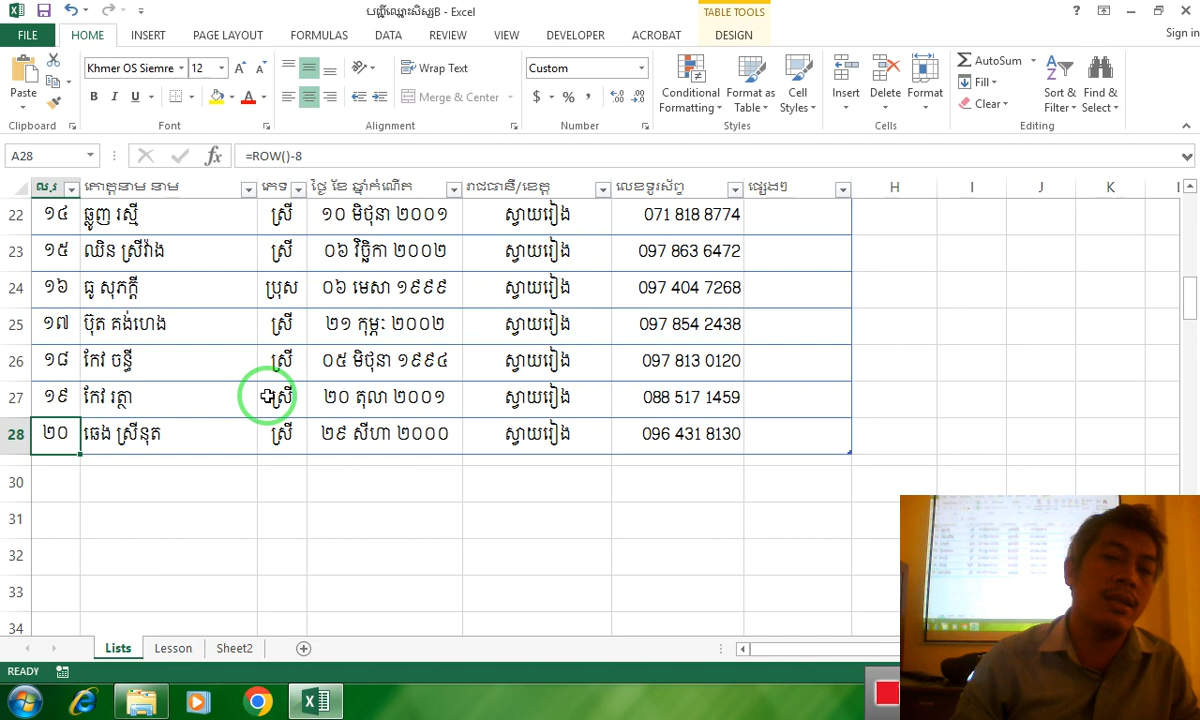 បញ្ជីឈ្មោះសិស្សB - Excel
TABLE TOOLS
Sign in
FILE HOME INSERT PAGE LAYOUT FORMULAS DATA REVIEW VIEW DEVELOPER ACROBAT DESIGN
Khmer OS Siemre 12 Wrap Text Custom AutoSum
Paste B I U Merge & Center $ % Conditional Formatting Format as Table Cell Styles Insert Delete Format Fill Clear Sort & Filter Find & Select
Clipboard Font Alignment Number Styles Cells Editing
A28 fx =ROW()-8
ល.រ គោត្តនាម នាម ភេទ ថ្ងៃ ខែ ឆ្នាំកំណើត រាជធានី/ខេត្ត លេខទូរស័ព្ទ ផ្សេងៗ H I J K
22 ១៤ ឆ្លូញ រស្មី ស្រី ១០ មិថុនា ២០០១ ស្វាយរៀង 071 818 8774
23 ១៥ ឈិន ស្រីវ៉ាង ស្រី ០៦ វិច្ឆិកា ២០០២ ស្វាយរៀង 097 863 6472
24 ១៦ ធូ សុភក្ដី ប្រុស ០៦ មេសា ១៩៩៩ ស្វាយរៀង 097 404 7268
25 ១៧ ប៊ុត គង់ហេង ស្រី ២១ កុម្ភៈ ២០០២ ស្វាយរៀង 097 854 2438
26 ១៨ កែវ ចន្ធី ស្រី ០៥ មិថុនា ១៩៩៤ ស្វាយរៀង 097 813 0120
27 ១៩ កែវ រត្ថា ស្រី ២០ តុលា ២០០១ ស្វាយរៀង 088 517 1459
28 ២០ ឆេង ស្រីនុត ស្រី ២៩ សីហា ២០០០ ស្វាយរៀង 096 431 8130
30
31
32
33
34
Lists Lesson Sheet2
READY